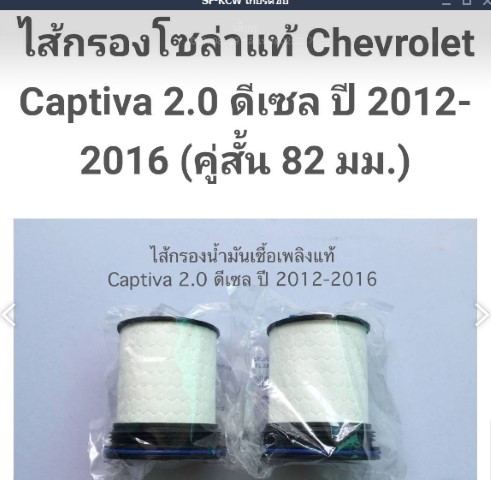 ไส้กรองโซล่าแท้ Chevrolet
Captiva 2.0 ดีเซล ปี 2012-
2016 (คู่สั้น 82 มม.)
ไส้กรองน้ำมันเชื้อเพลิงแท้
Captiva 2.0 ดีเซล ปี 2012-2016